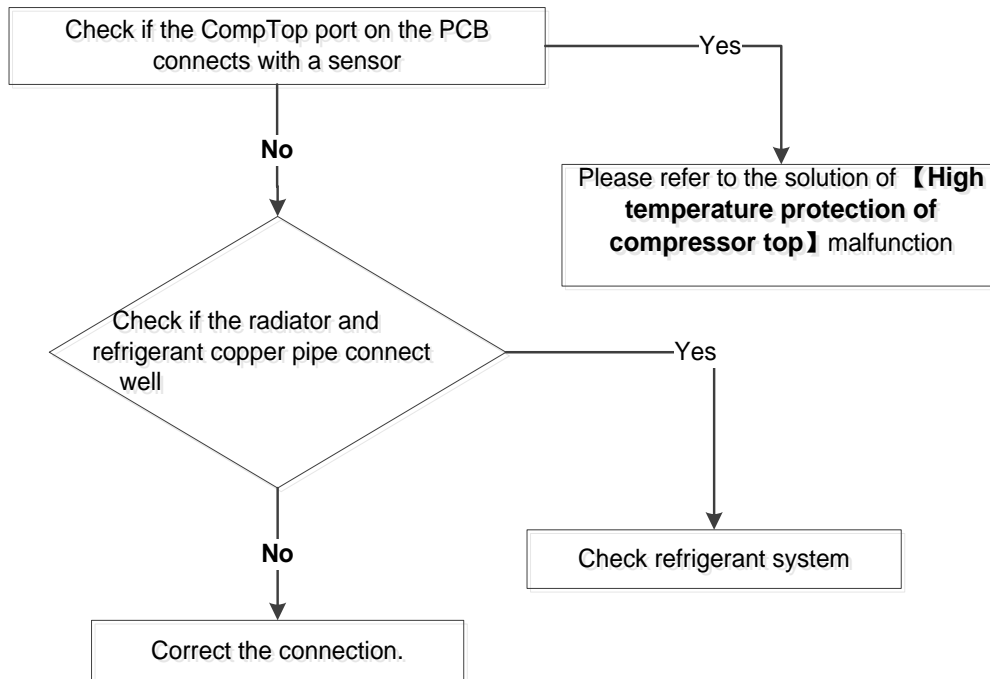 Check if the CompTop port on the PCB
connects with a sensor
Yes
No
Please refer to the solution of 【High
temperature protection of
compressor top】 malfunction
Check if the radiator and
refrigerant copper pipe connect
well
Yes
No
Check refrigerant system
Correct the connection.